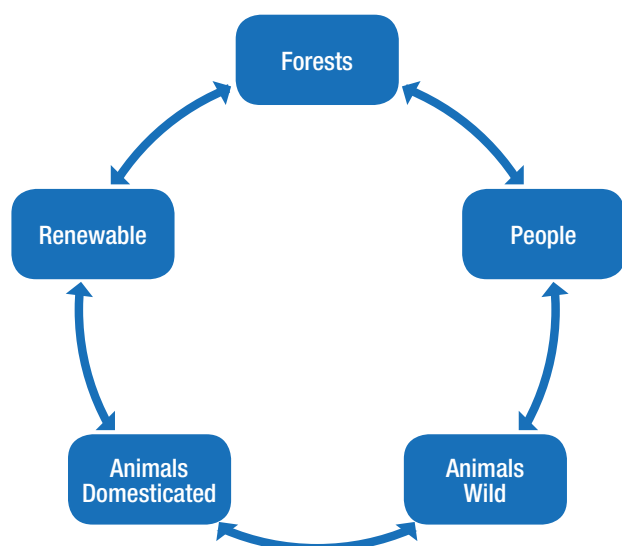 Forests
Renewable
People
Animals
Domesticated
Animals
Wild